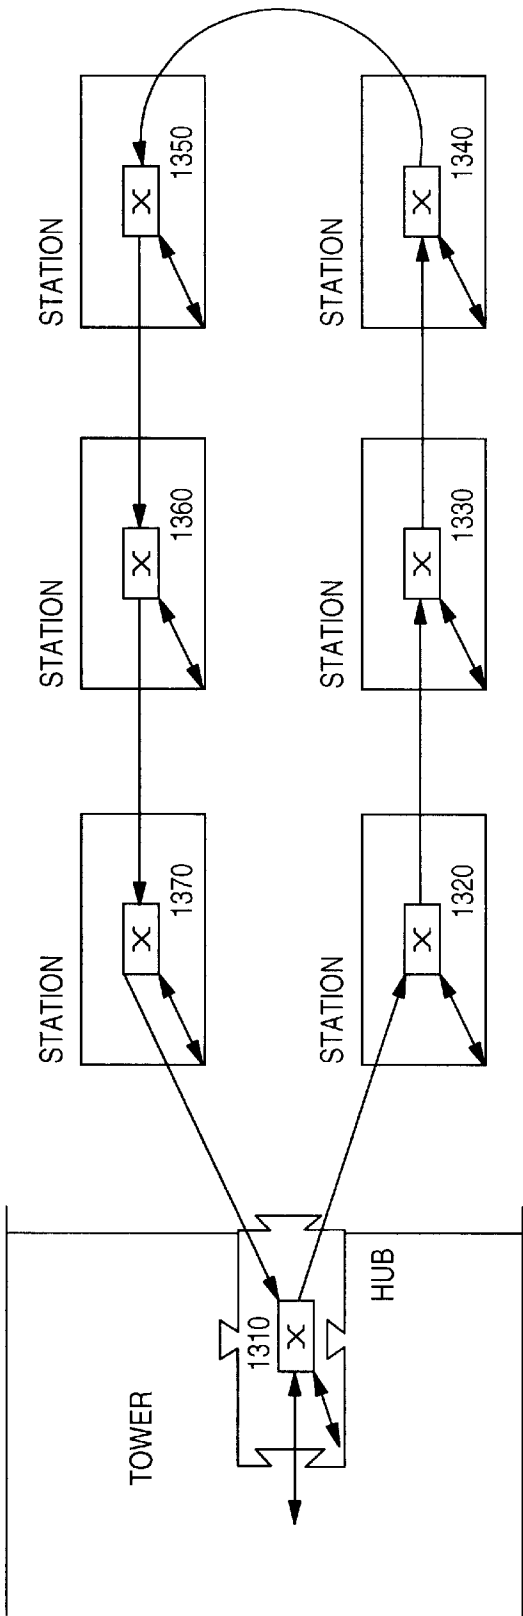 TOWER
1310
X
HUB
STATION
X
1370
STATION
X
1360
STATION
X
1350
STATION
X
1320
STATION
X
1330
STATION
X
1340